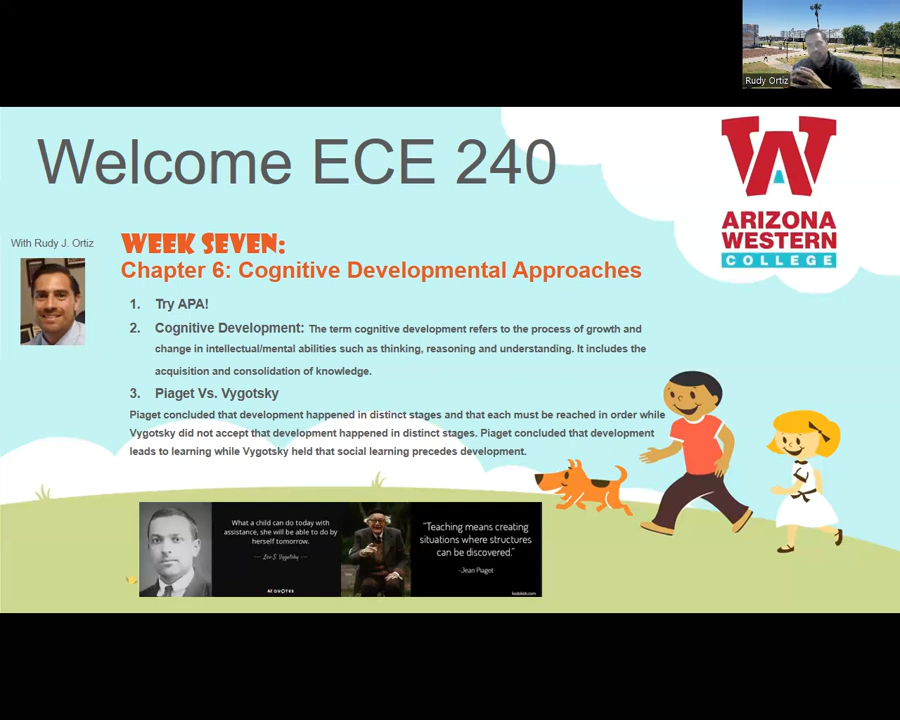 Rudy Ortiz
Welcome ECE 240
ARIZONA
WESTERN
COLLEGE
With Rudy J. Ortiz
WEEK SEVEN:
Chapter 6: Cognitive Developmental Approaches
1. Try APA!
2. Cognitive Development: The term cognitive development refers to the process of growth and
change in intellectual/mental abilities such as thinking, reasoning and understanding. It includes the
acquisition and consolidation of knowledge.
3. Piaget Vs. Vygotsky
Piaget concluded that development happened in distinct stages and that each must be reached in order while
Vygotsky did not accept that development happened in distinct stages. Piaget concluded that development
leads to learning while Vygotsky held that social learning precedes development.
What a child can do today with
assistance, she will be able to do by
herself tomorrow.
— Lev S. Vygotsky —
AZ QUOTES
"Teaching means creating
situations where structures
can be discovered."
-Jean Piaget